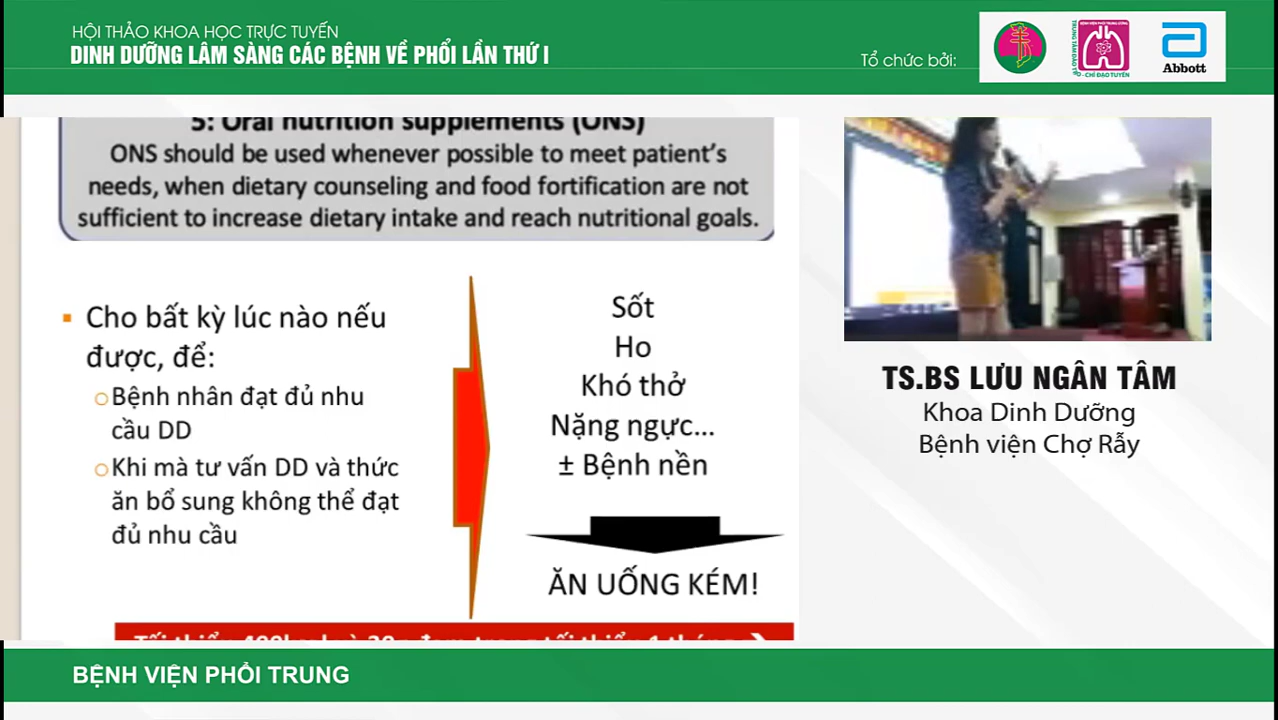 HỘI THẢO KHOA HỌC TRỰC TUYẾN
DINH DƯỠNG LÂM SÀNG CÁC BỆNH VỀ PHỔI LẦN THỨ I
Tổ chức bởi:
Abbott
5: Oral nutrition supplements (ONS)
ONS should be used whenever possible to meet patient's
needs, when dietary counseling and food fortification are not
sufficient to increase dietary intake and reach nutritional goals.
▪ Cho bất kỳ lúc nào nếu
được, để:
○Bệnh nhân đạt đủ nhu
cầu DD
○Khi mà tư vấn DD và thức
ăn bổ sung không thể đạt
đủ nhu cầu
Sốt
Ho
Khó thở
Nặng ngực...
± Bệnh nền
ĂN UỐNG KÉM!
TS.BS LƯU NGÂN TÂM
Khoa Dinh Dưỡng
Bệnh viện Chợ Rẫy
BỆNH VIỆN PHỔI TRUNG